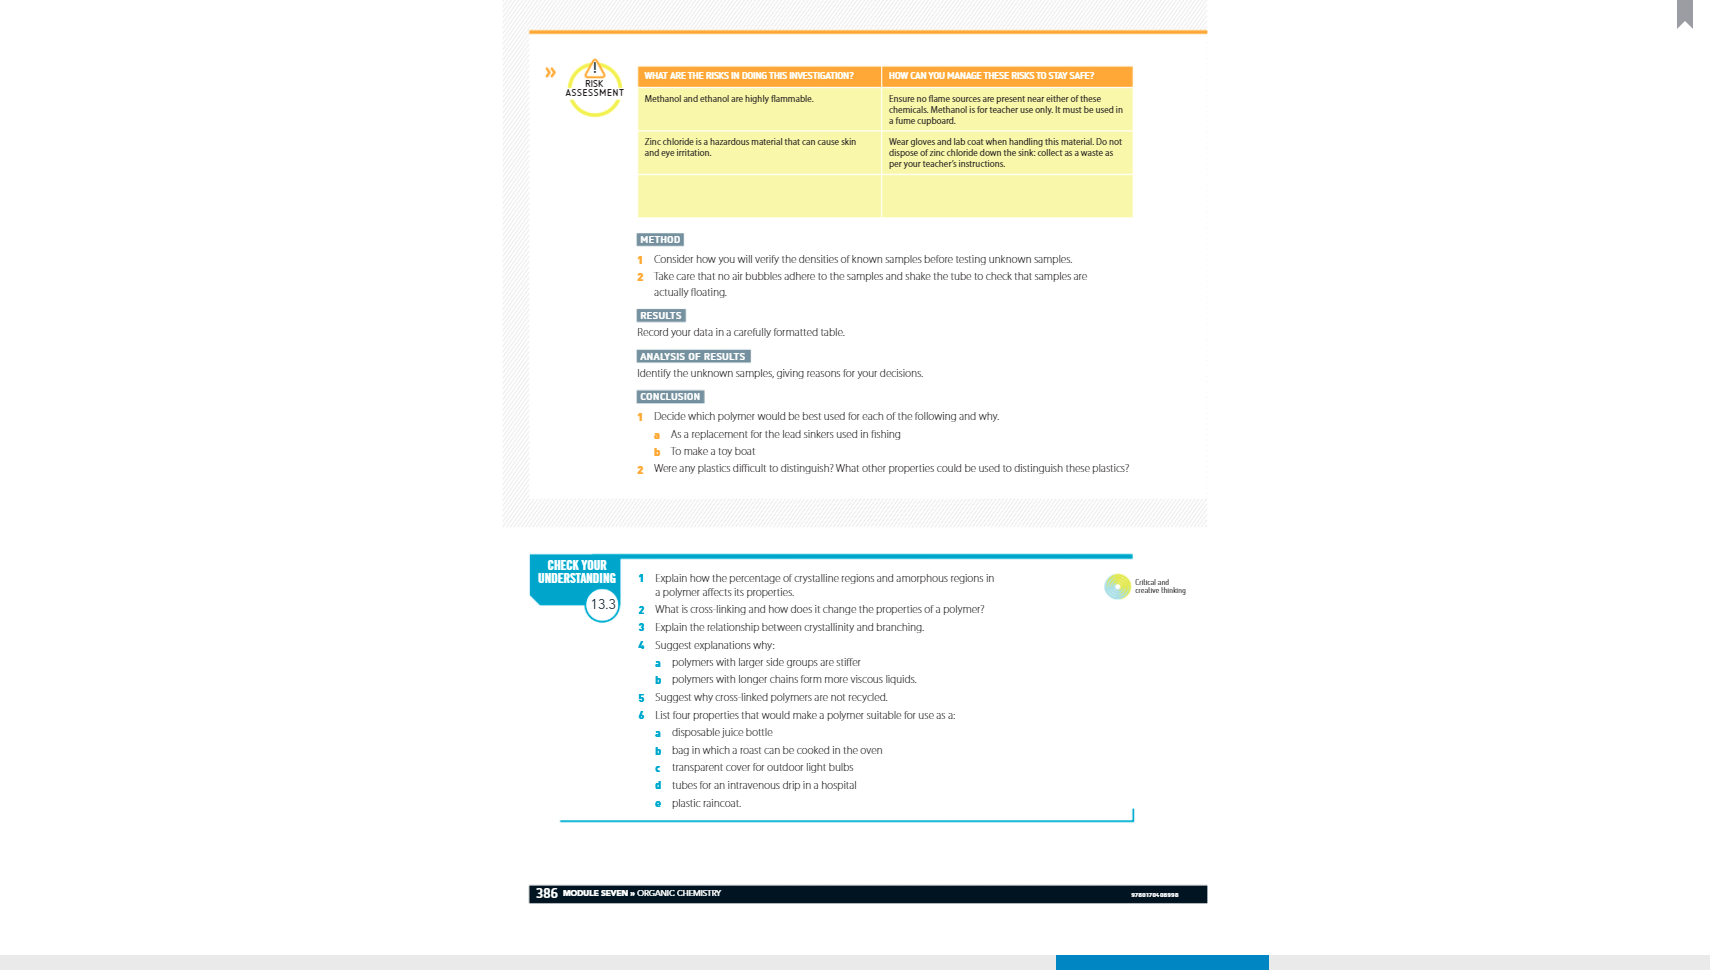 »
RISK
ASSESSMENT
WHAT ARE THE RISKS IN DOING THIS INVESTIGATION?
HOW CAN YOU MANAGE THESE RISKS TO STAY SAFE?
Methanol and ethanol are highly flammable.
Ensure no flame sources are present near either of these
chemicals. Methanol is for teacher use only. It must be used in
a fume cupboard.
Zinc chloride is a hazardous material that can cause skin
and eye irritation.
Wear gloves and lab coat when handling this material. Do not
dispose of zinc chloride down the sink: collect as a waste as
per your teacher's instructions.
METHOD
1 Consider how you will verify the densities of known samples before testing unknown samples.
2 Take care that no air bubbles adhere to the samples and shake the tube to check that samples are
actually floating.
RESULTS
Record your data in a carefully formatted table.
ANALYSIS OF RESULTS
Identify the unknown samples, giving reasons for your decisions.
CONCLUSION
1 Decide which polymer would be best used for each of the following and why.
a As a replacement for the lead sinkers used in fishing
b To make a toy boat
2 Were any plastics difficult to distinguish? What other properties could be used to distinguish these plastics?
CHECK YOUR
UNDERSTANDING
13.3
1 Explain how the percentage of crystalline regions and amorphous regions in
a polymer affects its properties.
2 What is cross-linking and how does it change the properties of a polymer?
3 Explain the relationship between crystallinity and branching.
4 Suggest explanations why:
a polymers with larger side groups are stiffer
b polymers with longer chains form more viscous liquids.
5 Suggest why cross-linked polymers are not recycled.
6 List four properties that would make a polymer suitable for use as a:
a disposable juice bottle
b bag in which a roast can be cooked in the oven
c transparent cover for outdoor light bulbs
d tubes for an intravenous drip in a hospital
e plastic raincoat.
Critical and
creative thinking
386 MODULE SEVEN » ORGANIC CHEMISTRY
9780170408998